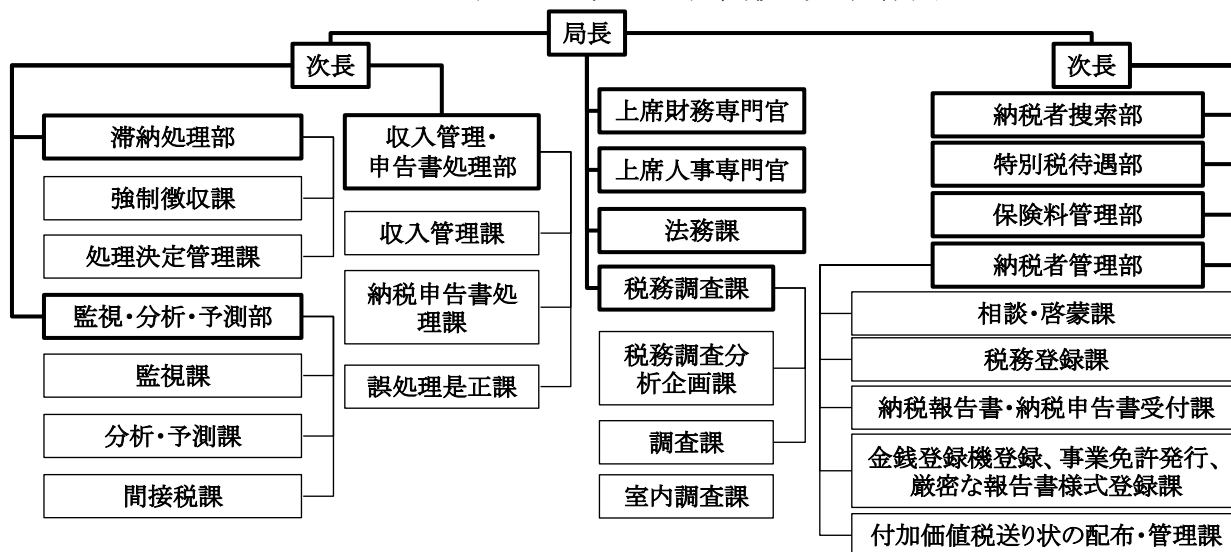 局長
次長
次長
滞納処理部
強制徴収課
処理決定管理課
監視・分析・予測部
監視課
分析・予測課
間接税課
収入管理・
申告書処理部
収入管理課
納税申告書処
理課
誤処理是正課
上席財務専門官
上席人事専門官
法務課
税務調査課
税務調査分
析企画課
調査課
室内調査課
納税者捜索部
特別税待遇部
保険料管理部
納税者管理部
相談・啓蒙課
税務登録課
納税報告書・納税申告書受付課
金銭登録機登録、事業免許発行、
厳密な報告書様式登録課
付加価値税送り状の配布・管理課